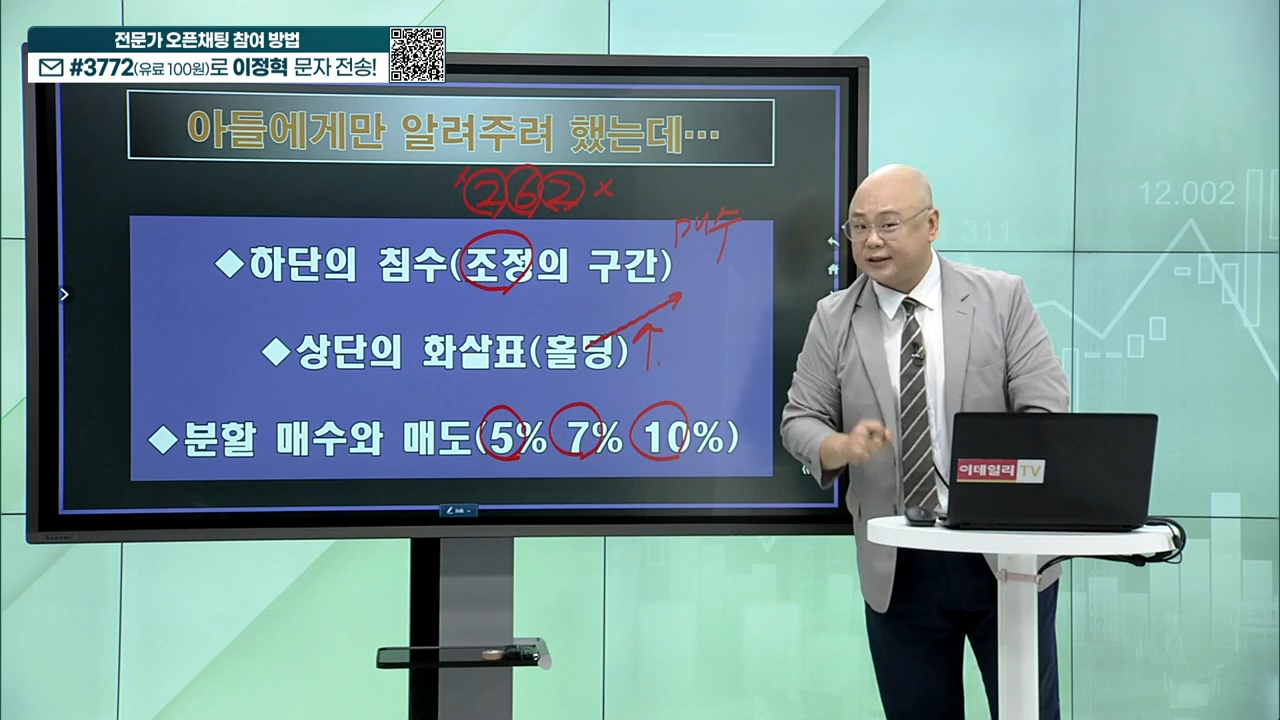 전문가 오픈채팅 참여 방법
#3772(유료 100원)로 이정혁 문자 전송!
아들에게만 알려주려 했는데…
262 x
매수
◆하단의 침수(조정의 구간)
◆상단의 화살표(홀딩)
◆분할 매수와 매도(5% 7% 10%)
Ink
이데일리TV
12.002
311